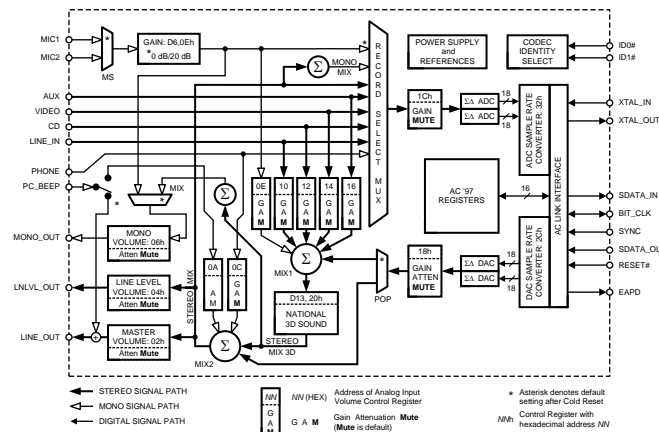 MIC1
MIC2
MS
GAIN: D6,0Eh
* 0 dB/20 dB
*
Σ
MONO
MIX
RECORD SELECT MUX
*
POWER SUPPLY
and
REFERENCES
CODEC
IDENTITY
SELECT
ID0#
ID1#
AUX
VIDEO
CD
LINE_IN
PHONE
PC_BEEP
1Ch
GAIN
MUTE
18
ΣΔ ADC
ΣΔ ADC
18
ADC SAMPLE RATE
CONVERTER: 32h
AC LINK INTERFACE
XTAL_IN
XTAL_OUT
0E
G
A
M
10
G
A
M
12
G
A
M
14
G
A
M
16
G
A
M
AC '97
REGISTERS
16
SDATA_IN
BIT_CLK
SYNC
SDATA_OU
RESET#
EAPD
*
*
MIX
Σ
MONO_OUT
MONO
VOLUME: 06h
Atten Mute
LNLVL_OUT
LINE LEVEL
VOLUME: 04h
Atten Mute
LINE_OUT
+
MASTER
VOLUME: 02h
Atten Mute
STEREO MIX
0A
A
M
0C
G
A
M
Σ
MIX2
Σ
MIX1
D13, 20h
NATIONAL
3D SOUND
STEREO
MIX 3D
*
POP
18h
GAIN
ATTEN
MUTE
18
ΣΔ DAC
ΣΔ DAC
18
DAC SAMPLE RATE
CONVERTER: 2Ch
STEREO SIGNAL PATH
MONO SIGNAL PATH
DIGITAL SIGNAL PATH
NN
G
A
M
NN (HEX)
Address of Analog Input
Volume Control Register
G A M
Gain Attenuation Mute
(Mute is default)
* Asterisk denotes default
setting after Cold Reset
NNh Control Register with
hexadecimal address NN